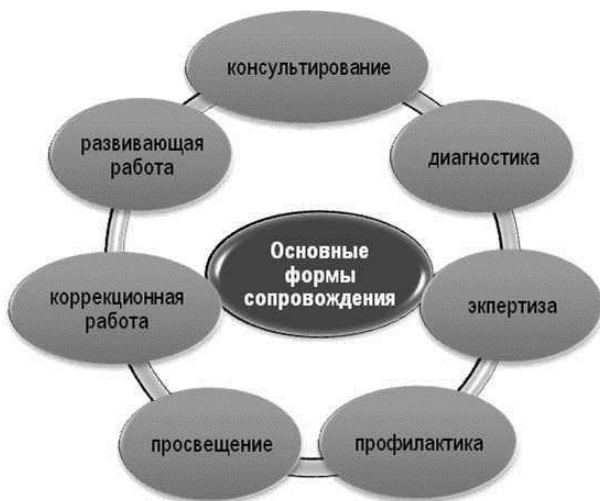 консультирование
развивающая
работа
диагностика
Основные
формы
сопровождения
коррекционная
работа
экпертиза
просвещение
профилактика